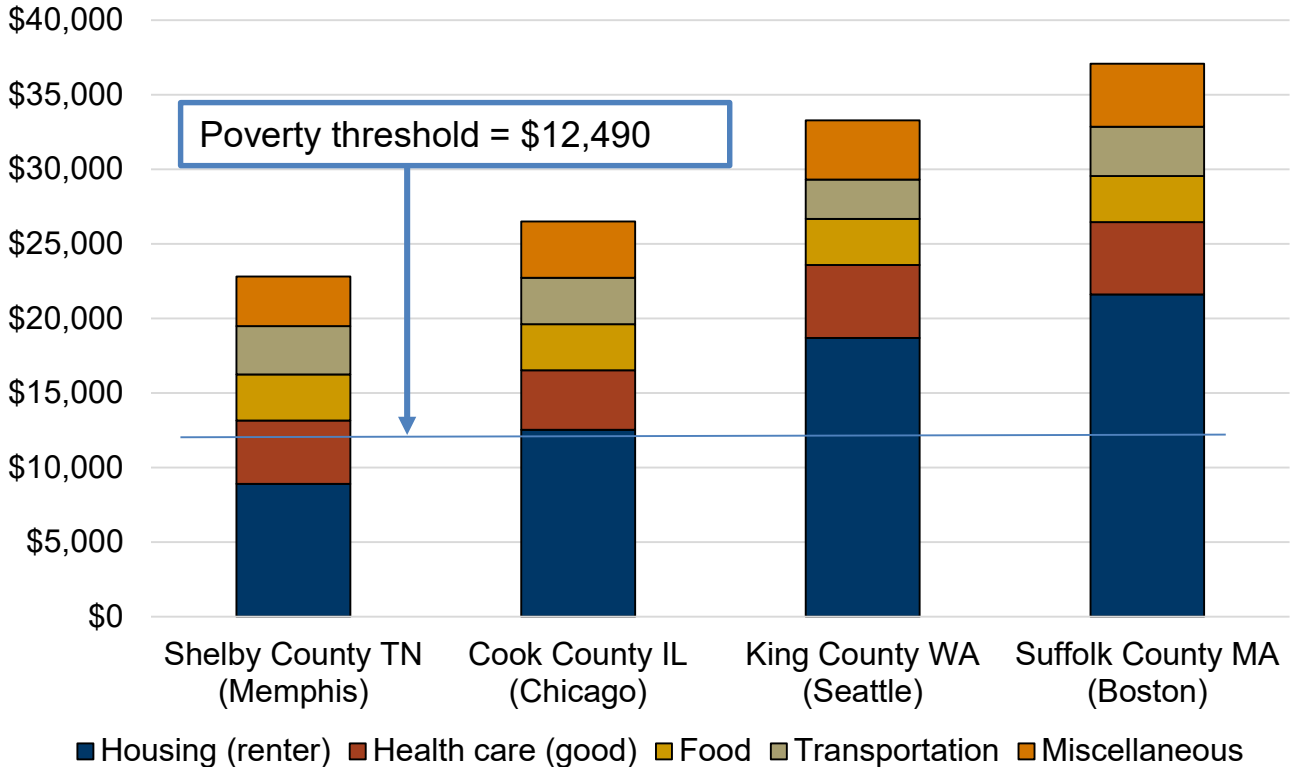 $40,000
$35,000
$30,000
$25,000
$20,000
$15,000
$10,000
$5,000
$0
Poverty threshold = $12,490
Shelby County TN
(Memphis)
Cook County IL
(Chicago)
King County WA
(Seattle)
Suffolk County MA
(Boston)
Housing (renter) Health care (good) Food Transportation Miscellaneous